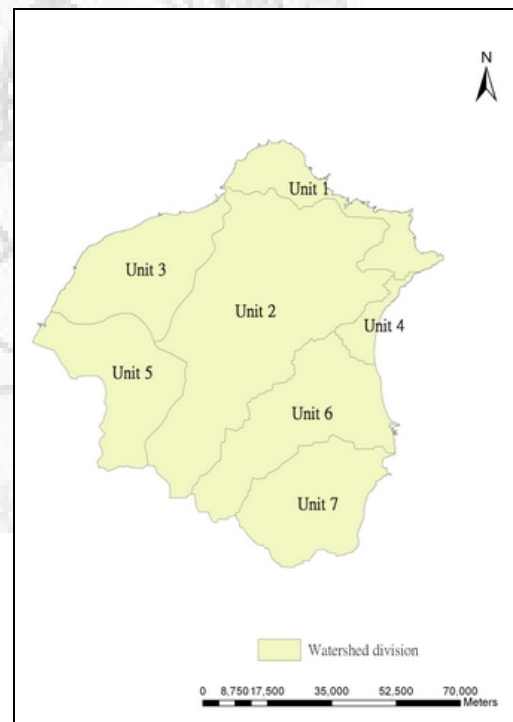 N
Unit 1
Unit 3
Unit 2
Unit 4
Unit 5
Unit 6
Unit 7
Watershed division
0 8,750 17,500 35,000 52,500 70,000
Meters